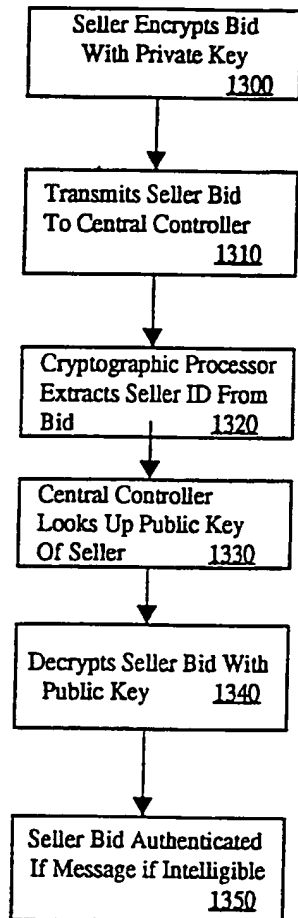 Seller Encrypts Bid
With Private Key
1300
Transmits Seller Bid
To Central Controller
1310
Cryptographic Processor
Extracts Seller ID From
Bid 1320
Central Controller
Looks Up Public Key
Of Seller 1330
Decrypts Seller Bid With
Public Key 1340
Seller Bid Authenticated
If Message if Intelligible
1350